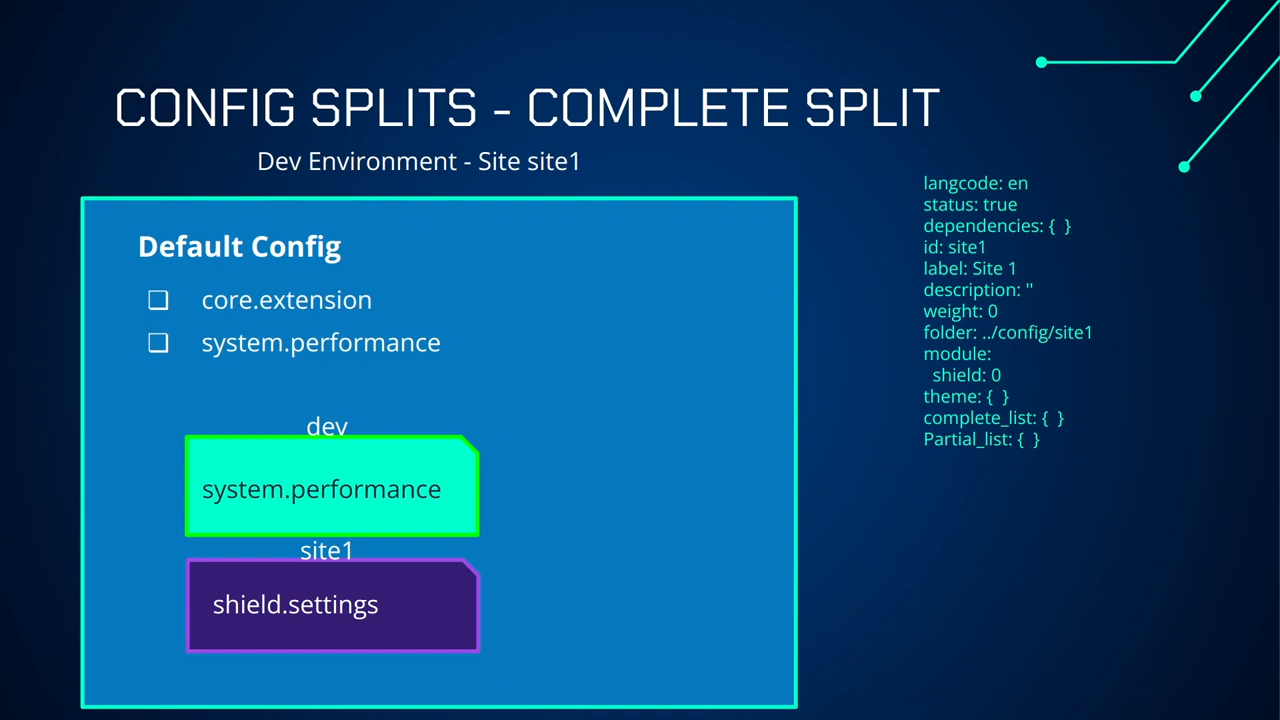 CONFIG SPLITS - COMPLETE SPLIT
Dev Environment - Site site1
Default Config
❏ core.extension
❏ system.performance
dev
system.performance
site1
shield.settings
langcode: en
status: true
dependencies: {  }
id: site1
label: Site 1
description: ''
weight: 0
folder: ../config/site1
module:
  shield: 0
theme: {  }
complete_list: {  }
Partial_list: {  }